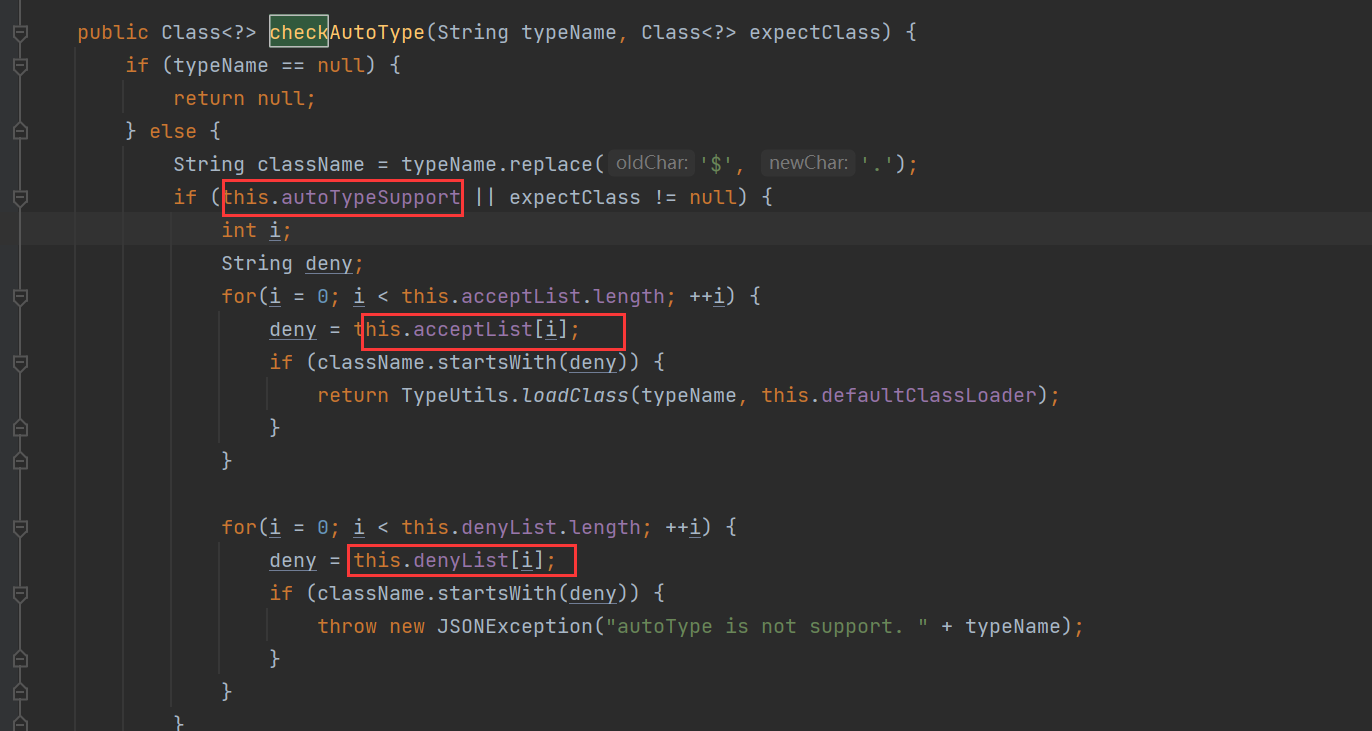 public Class<?> checkAutoType(String typeName, Class<?> expectClass) {
if (typeName == null) {
return null;
} else {
String className = typeName.replace( oldChar: '$', newChar: '.');
if (this.autoTypeSupport || expectClass != null) {
int i;
String deny;
for(i = 0; i < this.acceptList.length; ++i) {
deny = this.acceptList[i];
if (className.startsWith(deny)) {
return TypeUtils.loadClass(typeName, this.defaultClassLoader);
}
}
for(i = 0; i < this.denyList.length; ++i) {
deny = this.denyList[i];
if (className.startsWith(deny)) {
throw new JSONException("autoType is not support. " + typeName);
}
}
}